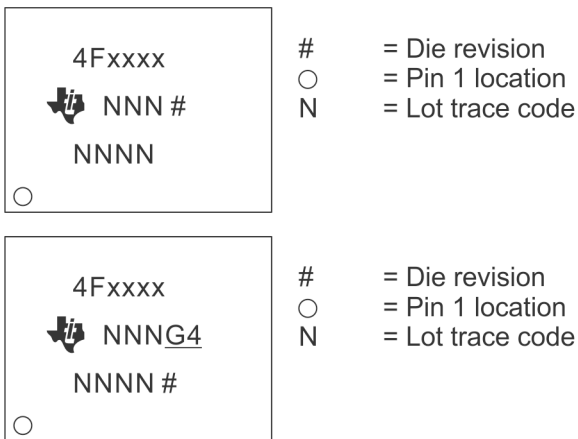 4Fxxxx
NNN #
NNNN
# = Die revision
○ = Pin 1 location
N = Lot trace code
4Fxxxx
NNNG4
NNNN #
# = Die revision
○ = Pin 1 location
N = Lot trace code